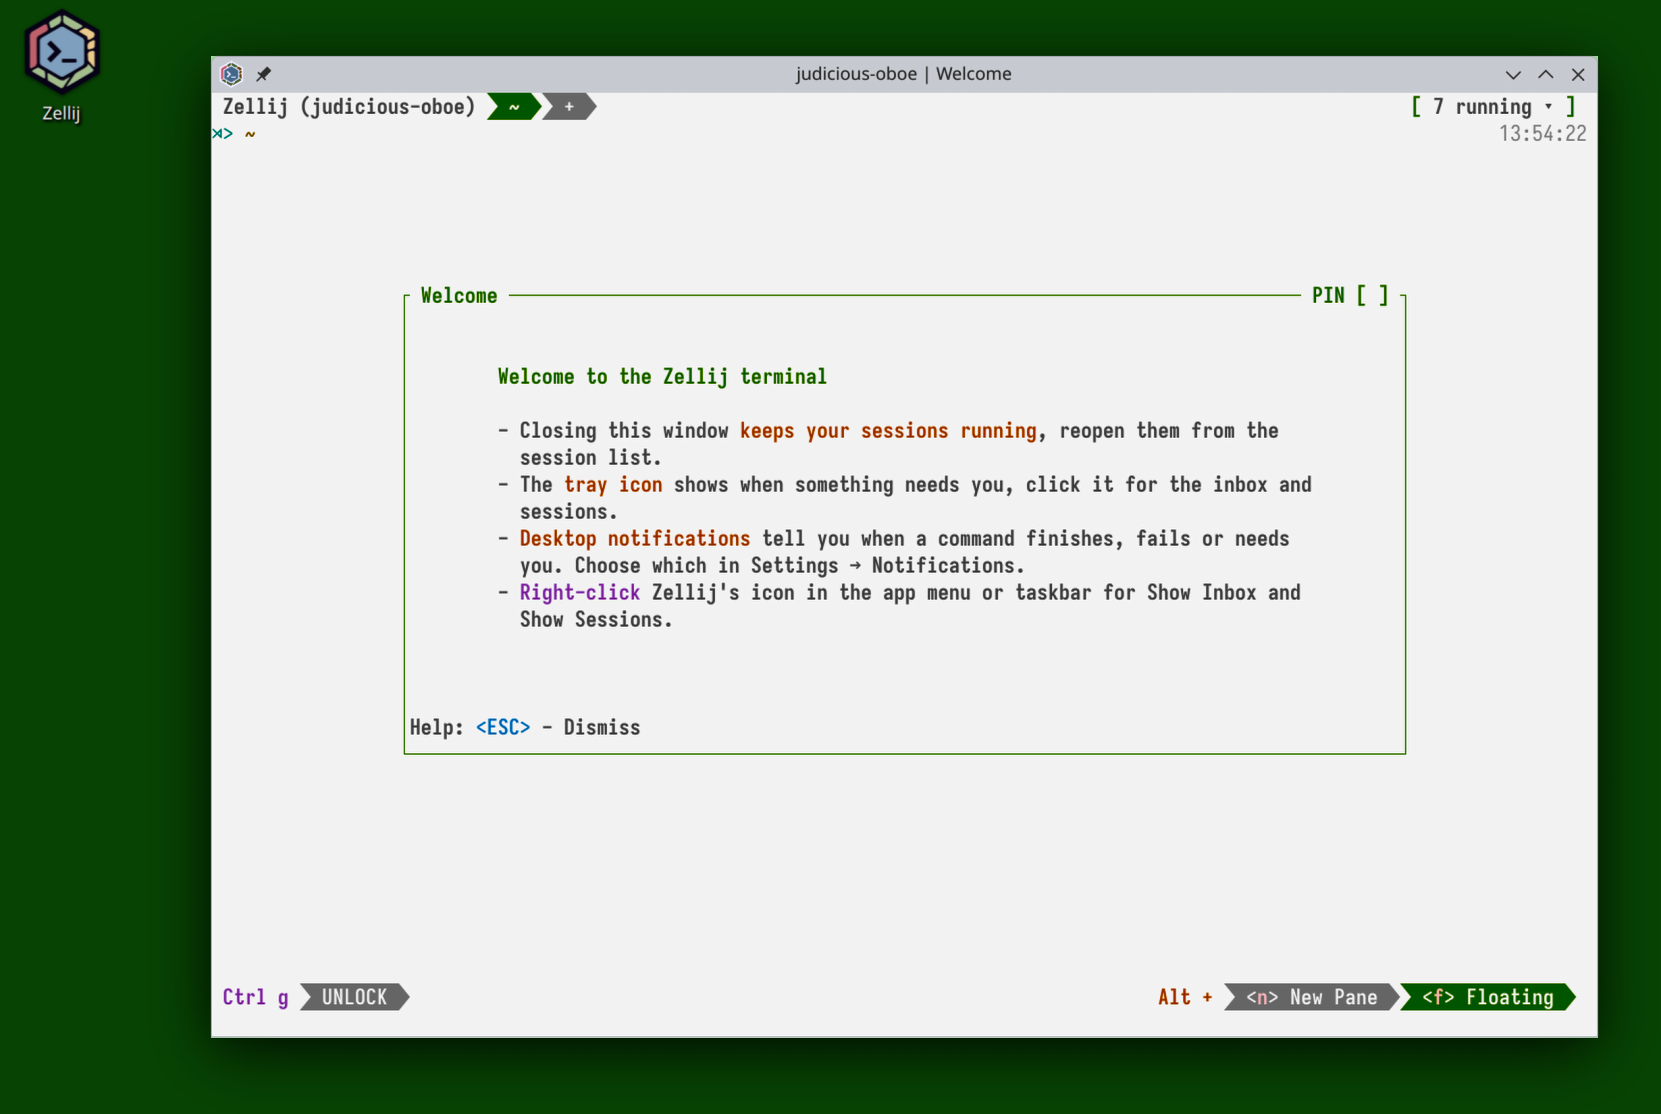 Zellij
judicious-oboe | Welcome
Zellij (judicious-oboe) ~ + [ 7 running ▾ ]
~ 13:54:22
Welcome PIN [ ]
Welcome to the Zellij terminal
- Closing this window keeps your sessions running, reopen them from the
session list.
- The tray icon shows when something needs you, click it for the inbox and
sessions.
- Desktop notifications tell you when a command finishes, fails or needs
you. Choose which in Settings → Notifications.
- Right-click Zellij's icon in the app menu or taskbar for Show Inbox and
Show Sessions.
Help: <ESC> - Dismiss
Ctrl g UNLOCK Alt + <n> New Pane <f> Floating